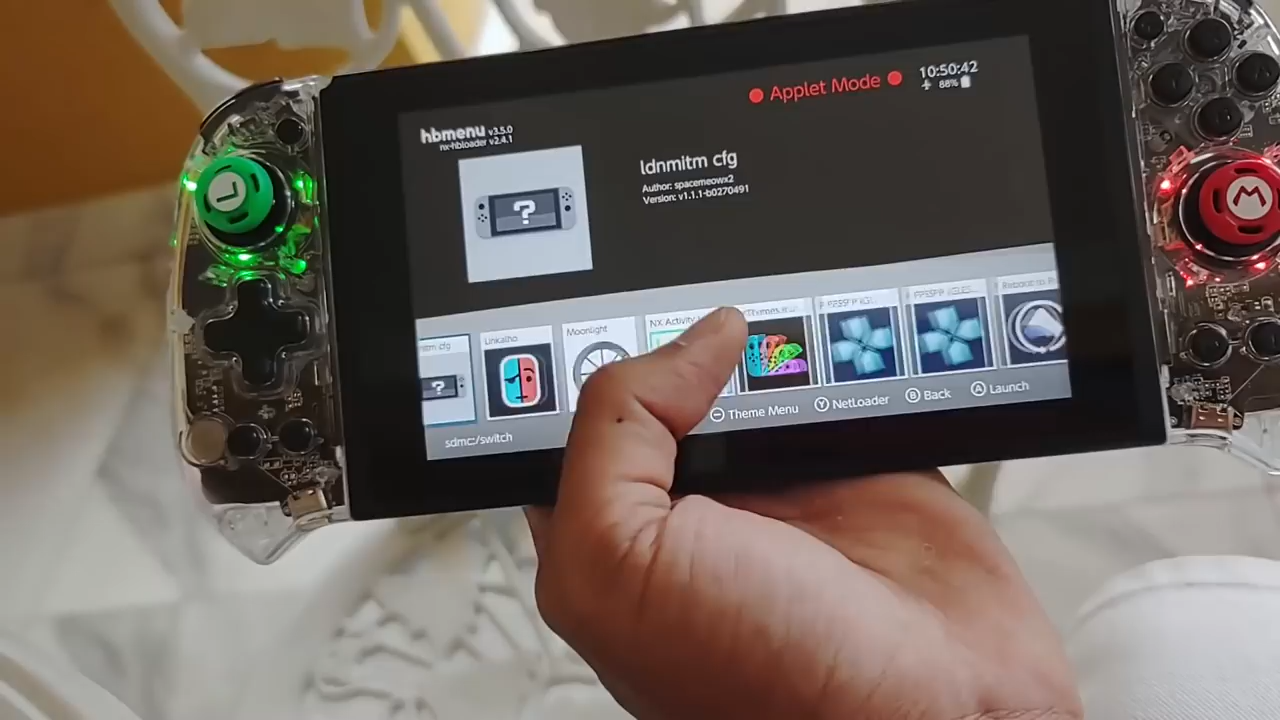 Applet Mode
10:50:42
88%
hbmenu v3.5.0
nx-hbloader v2.4.1
ldnmitm cfg
Author: spacemeowx2
Version: v1.1.1-b0270491
?
Linkalho
Moonlight
NX Activity
L
M
Theme Menu
Y NetLoader
B Back
A Launch
sdmc:/switch